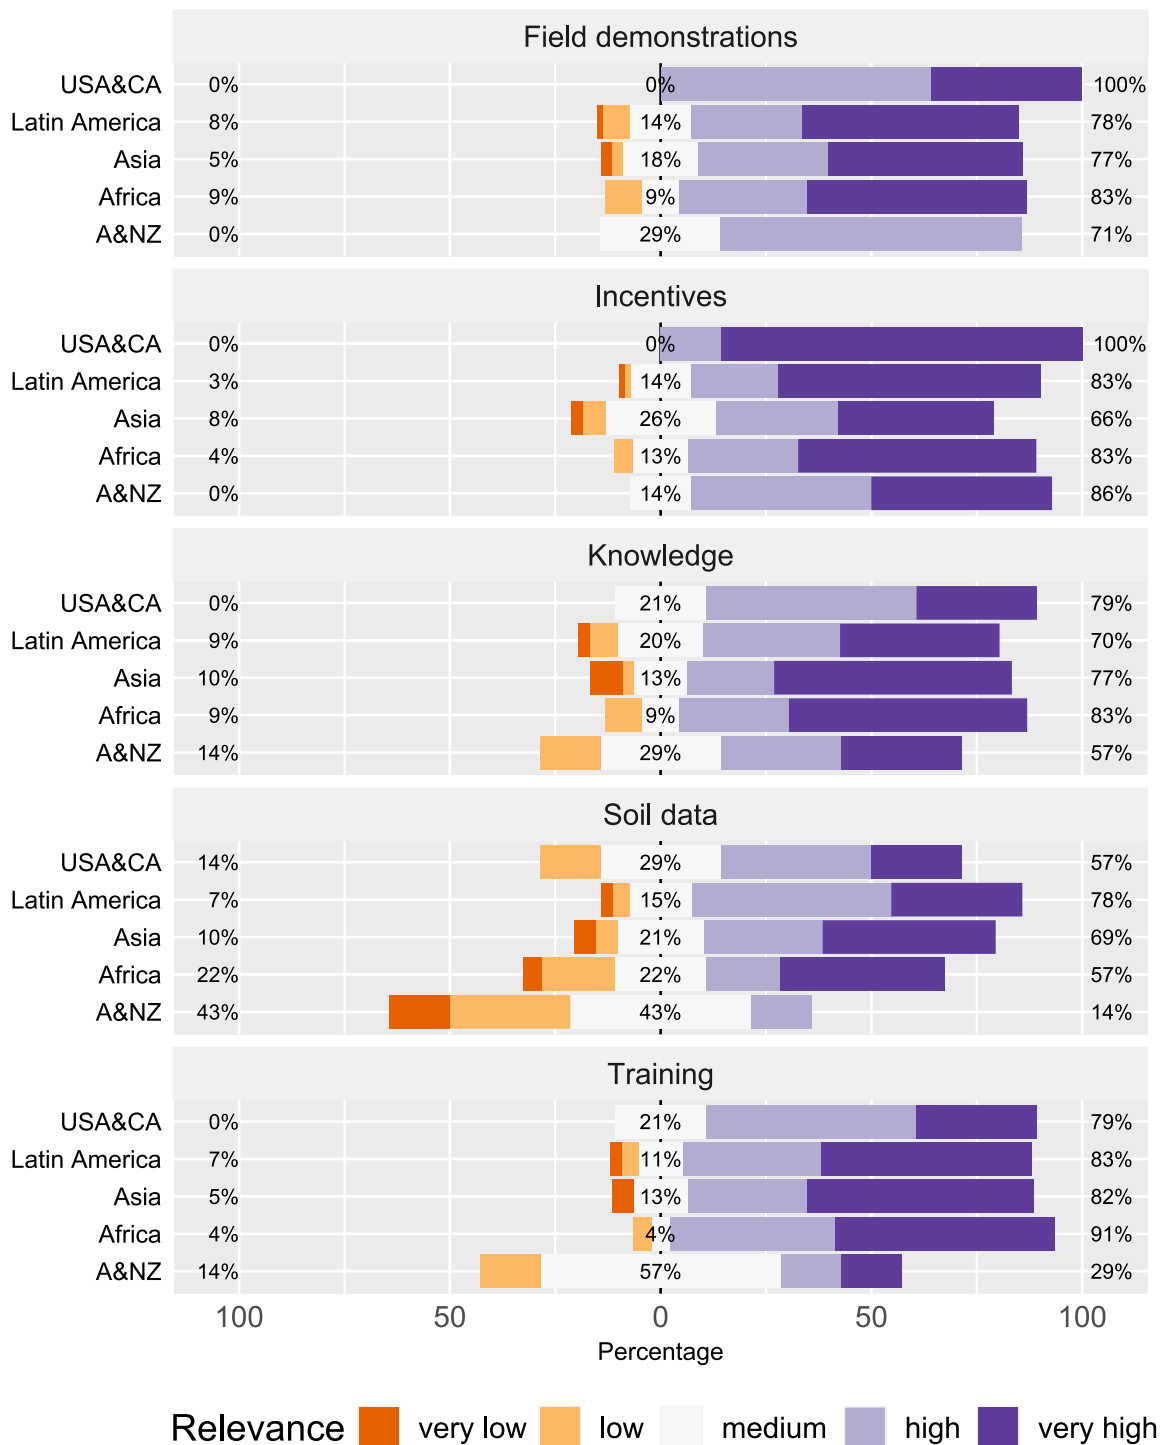 Field demonstrations
USA&CA 0% 0% 100%
Latin America 8% 14% 78%
Asia 5% 18% 77%
Africa 9% 9% 83%
A&NZ 0% 29% 71%
Incentives
USA&CA 0% 0% 100%
Latin America 3% 14% 83%
Asia 8% 26% 66%
Africa 4% 13% 83%
A&NZ 0% 14% 86%
Knowledge
USA&CA 0% 21% 79%
Latin America 9% 20% 70%
Asia 10% 13% 77%
Africa 9% 9% 83%
A&NZ 14% 29% 57%
Soil data
USA&CA 14% 29% 57%
Latin America 7% 15% 78%
Asia 10% 21% 69%
Africa 22% 22% 57%
A&NZ 43% 43% 14%
Training
USA&CA 0% 21% 79%
Latin America 7% 11% 83%
Asia 5% 13% 82%
Africa 4% 4% 91%
A&NZ 14% 57% 29%
100 50 0 50 100
Percentage
Relevance very low low medium high very high